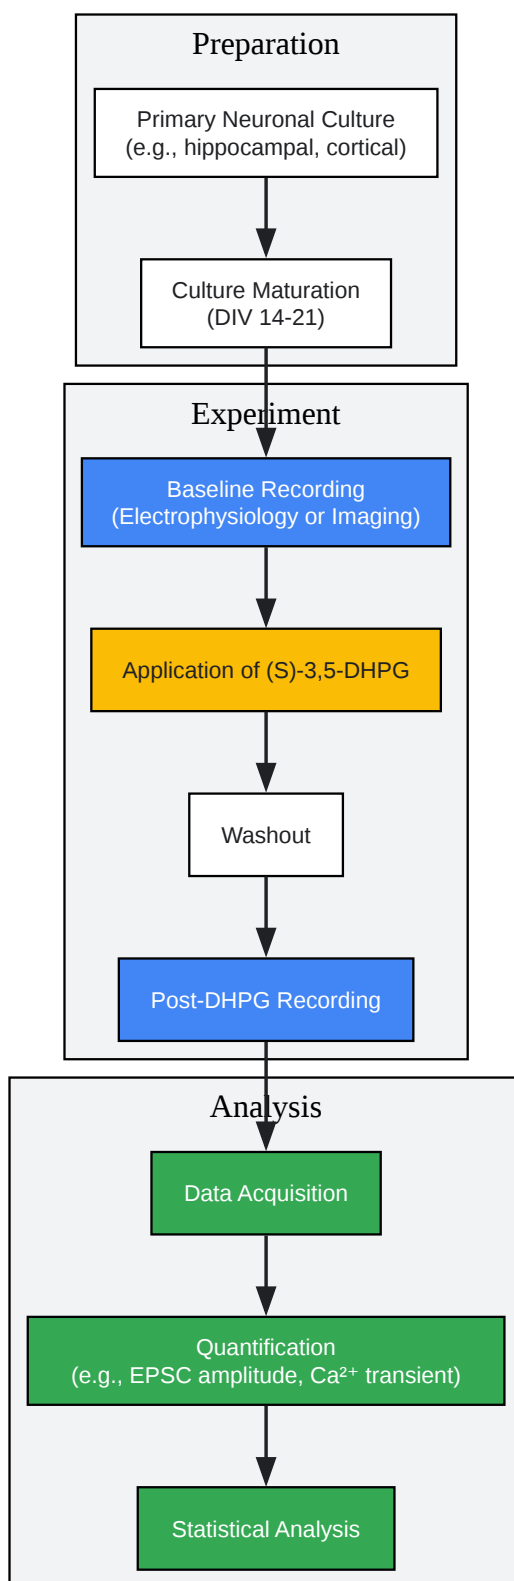 Preparation
Primary Neuronal Culture
(e.g., hippocampal, cortical)
Culture Maturation
(DIV 14-21)
Experiment
Baseline Recording
(Electrophysiology or Imaging)
Application of (S)-3,5-DHPG
Washout
Post-DHPG Recording
Analysis
Data Acquisition
Quantification
(e.g., EPSC amplitude, Ca²⁺ transient)
Statistical Analysis